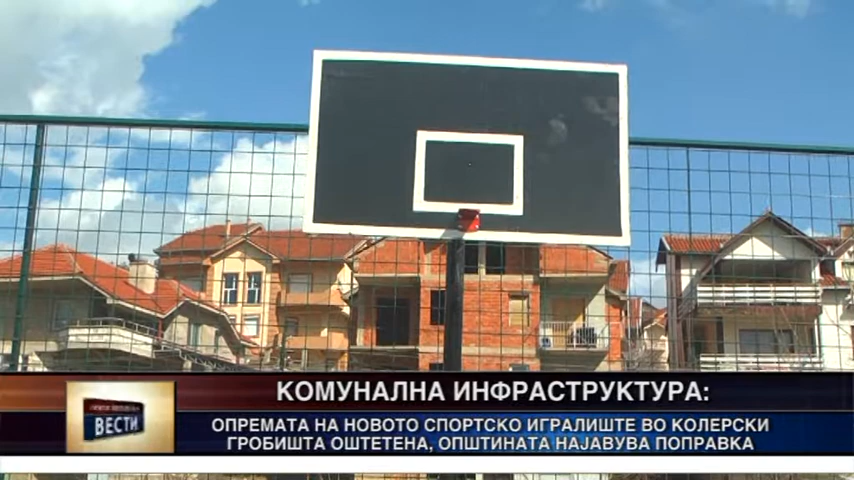 КОМУНАЛНА ИНФРАСТРУКТУРА:
ВЕСТИ
ОПРЕМАТА НА НОВОТО СПОРТСКО ИГРАЛИШТЕ ВО КОЛЕРСКИ
ГРОБИШТА ОШТЕТЕНА, ОПШТИНАТА НАЈАВУВА ПОПРАВКА